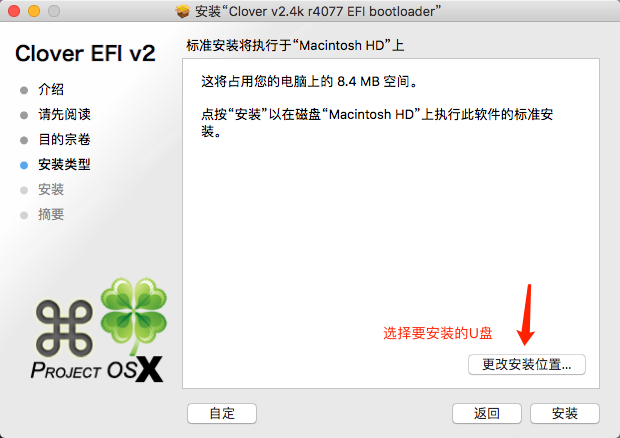 安装“Clover v2.4k r4077 EFI bootloader”
Clover EFI v2
标准安装将执行于“Macintosh HD”上
介绍
请先阅读
目的宗卷
安装类型
安装
摘要
这将占用您的电脑上的 8.4 MB 空间。
点按“安装”以在磁盘“Macintosh HD”上执行此软件的标准安
装。
选择要安装的U盘
更改安装位置...
PROJECT OSX
自定
返回
安装